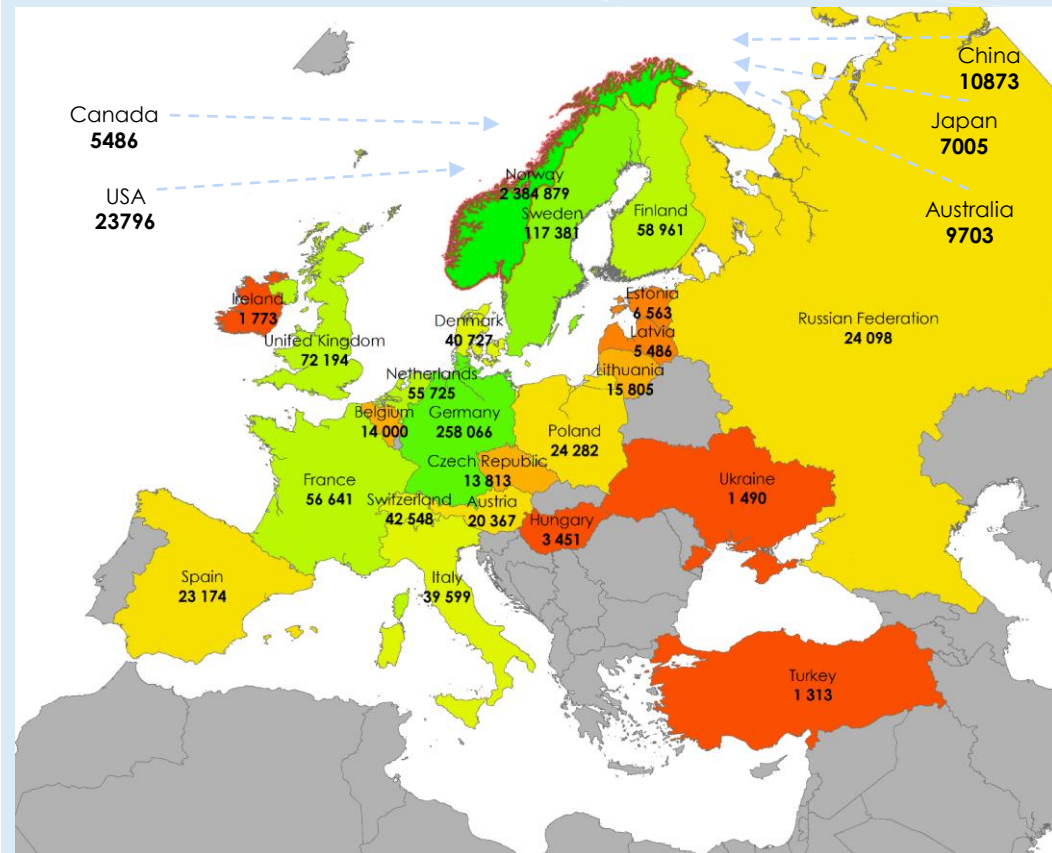 China
10873
Canada
5486
Japan
7005
USA
23796
Australia
9703
Norway
2 384 879
Sweden
117 381
Finland
58 961
Ireland
1 773
Estonia
6 563
Denmark
40 727
Latvia
5 486
Russian Federation
24 098
United Kingdom
72 194
Lithuania
15 805
Netherlands
55 725
Belgium
14 000
Germany
258 066
Poland
24 282
Czech Republic
13 813
France
56 641
Ukraine
1 490
Switzerland
42 548
Austria
20 367
Hungary
3 451
Spain
23 174
Italy
39 599
Turkey
1 313